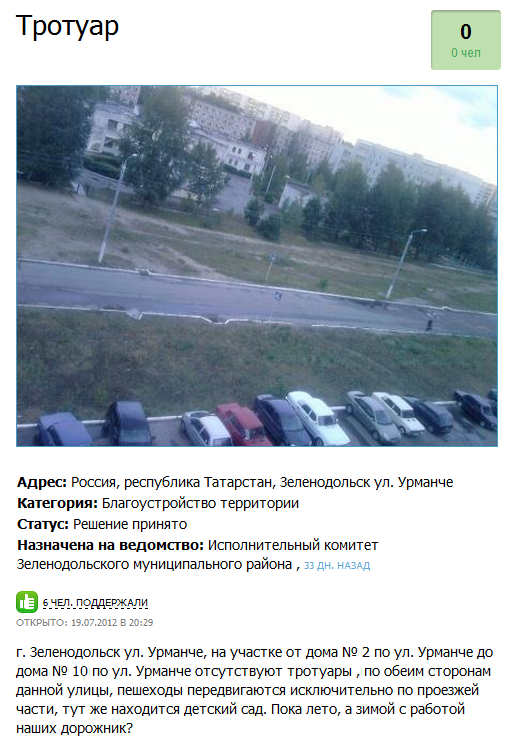 Тротуар
0
0 чел
Адрес: Россия, республика Татарстан, Зеленодольск ул. Урманче
Категория: Благоустройство территории
Статус: Решение принято
Назначена на ведомство: Исполнительный комитет
Зеленодольского муниципального района , 33 ДН. НАЗАД
6 ЧЕЛ. ПОДДЕРЖАЛИ
ОТКРЫТО: 19.07.2012 В 20:29
г. Зеленодольск ул. Урманче, на участке от дома № 2 по ул. Урманче до
дома № 10 по ул. Урманче отсутствуют тротуары , по обеим сторонам
данной улицы, пешеходы передвигаются исключительно по проезжей
части, тут же находится детский сад. Пока лето, а зимой с работой
наших дорожник?